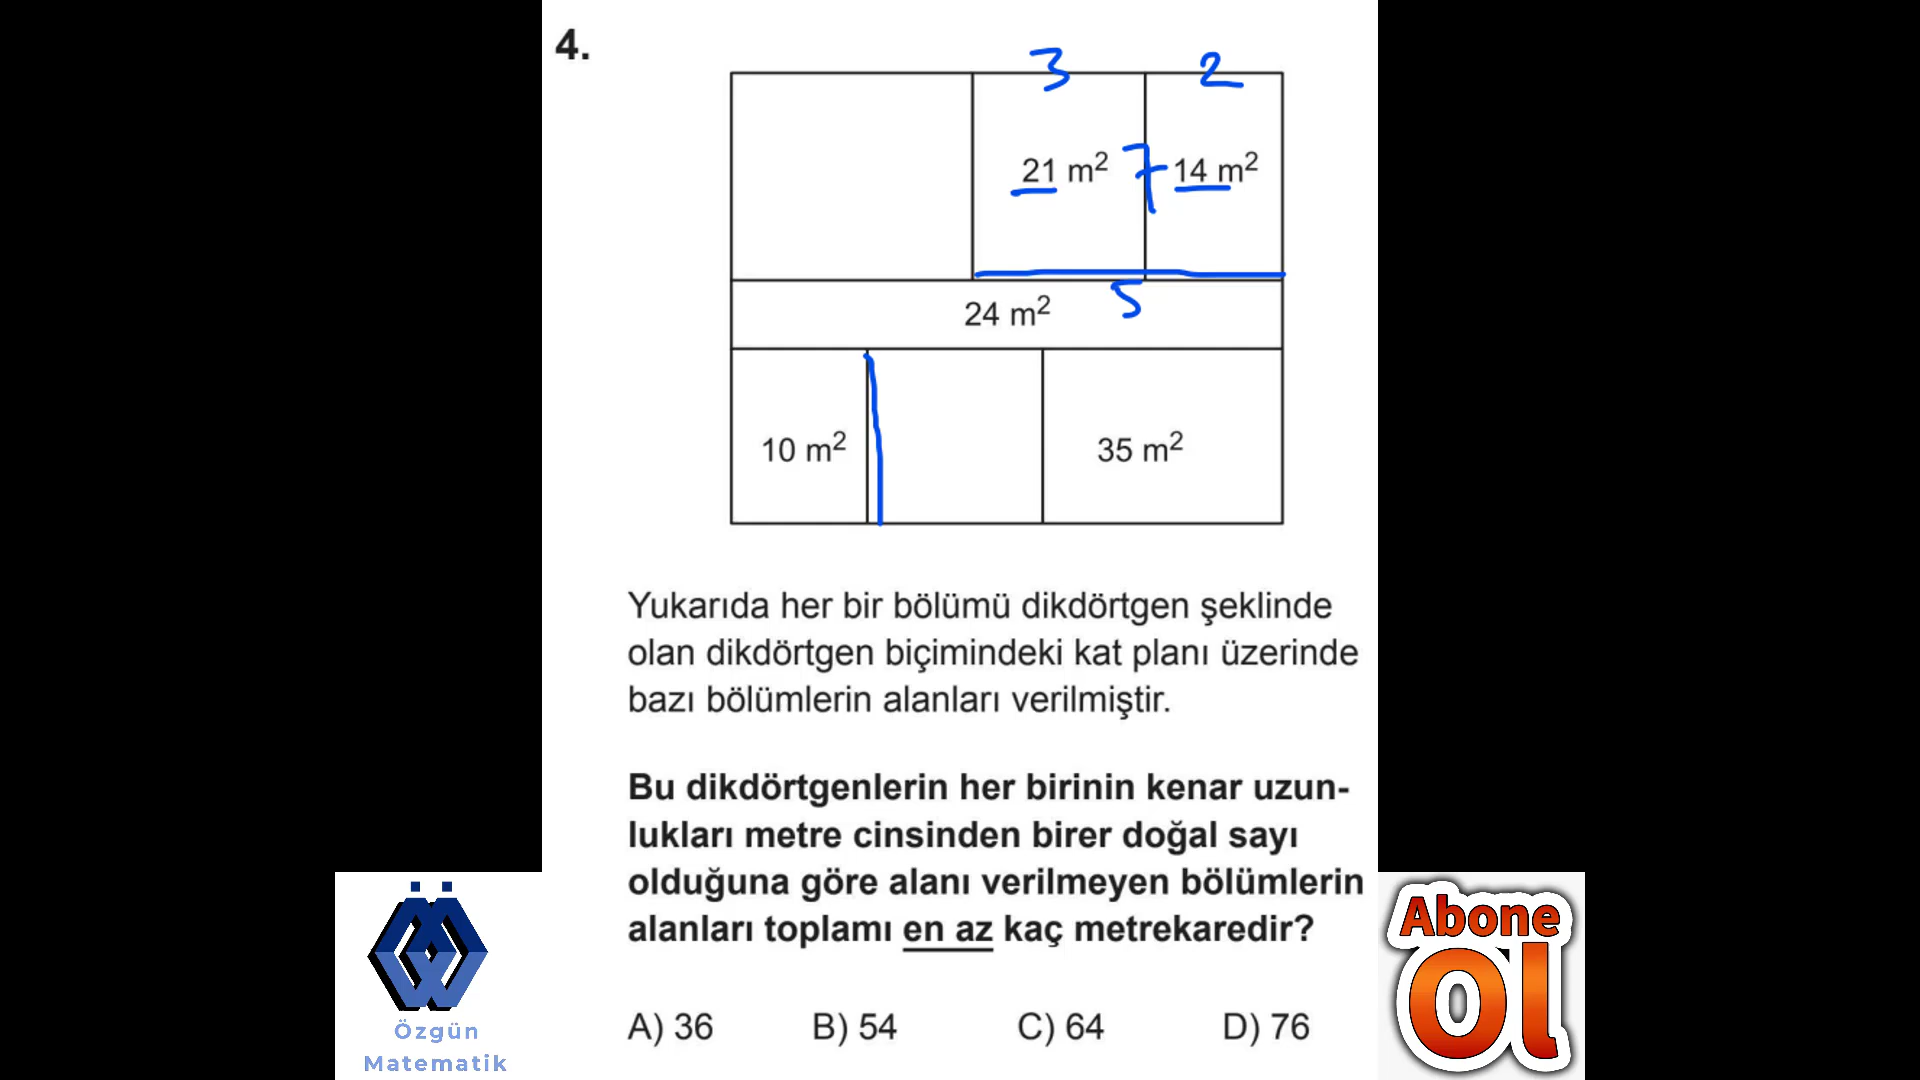 4.
3 2
21 m² 7 14 m²
5
24 m²
10 m² 35 m²
Yukarıda her bir bölümü dikdörtgen şeklinde
olan dikdörtgen biçimindeki kat planı üzerinde
bazı bölümlerin alanları verilmiştir.
Bu dikdörtgenlerin her birinin kenar uzun-
lukları metre cinsinden birer doğal sayı
olduğuna göre alanı verilmeyen bölümlerin
alanları toplamı en az kaç metrekaredir?
A) 36 B) 54 C) 64 D) 76
Özgün
Matematik
Abone
Ol